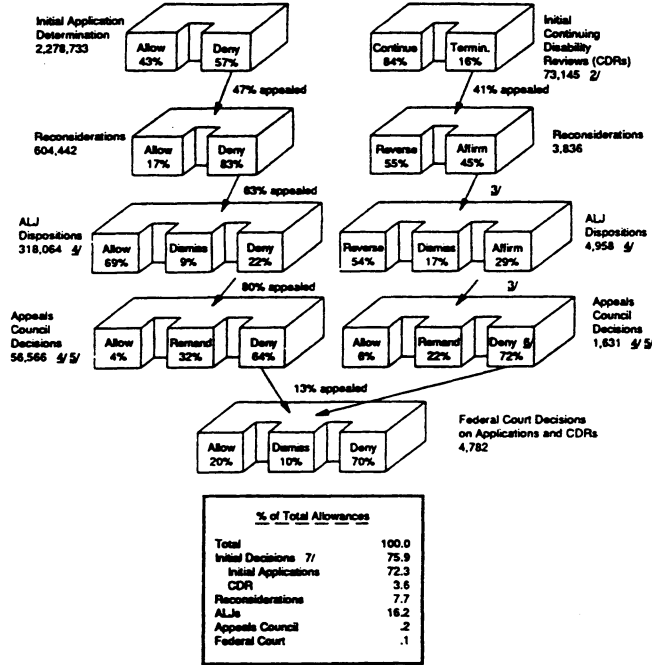 Initial Application
Determination
2,278,733
Allow
43%
Deny
57%
Continue
84%
Termin.
16%
Initial
Continuing
Disability
Reviews (CDRs)
73,145 2/
47% appealed
41% appealed
Reconsiderations
604,442
Allow
17%
Deny
83%
Reverse
55%
Affirm
45%
Reconsiderations
3,836
63% appealed
3/
ALJ
Dispositions
318,064 4/
Allow
69%
Dismiss
9%
Deny
22%
Reverse
54%
Dismiss
17%
Affirm
29%
ALJ
Dispositions
4,958 4/
80% appealed
3/
Appeals
Council
Decisions
56,566 4/ 5/
Allow
4%
Remand
32%
Deny
64%
Allow
6%
Remand
22%
Deny 6/
72%
Appeals
Council
Decisions
1,631 4/ 5/
13% appealed
Allow
20%
Dismiss
10%
Deny
70%
Federal Court Decisions
on Applications and CDRs
4,782
% of Total Allowances
Total 100.0
Initial Decisions 7/ 75.9
Initial Applications 72.3
CDR 3.6
Reconsiderations 7.7
ALJs 16.2
Appeals Council .2
Federal Court .1